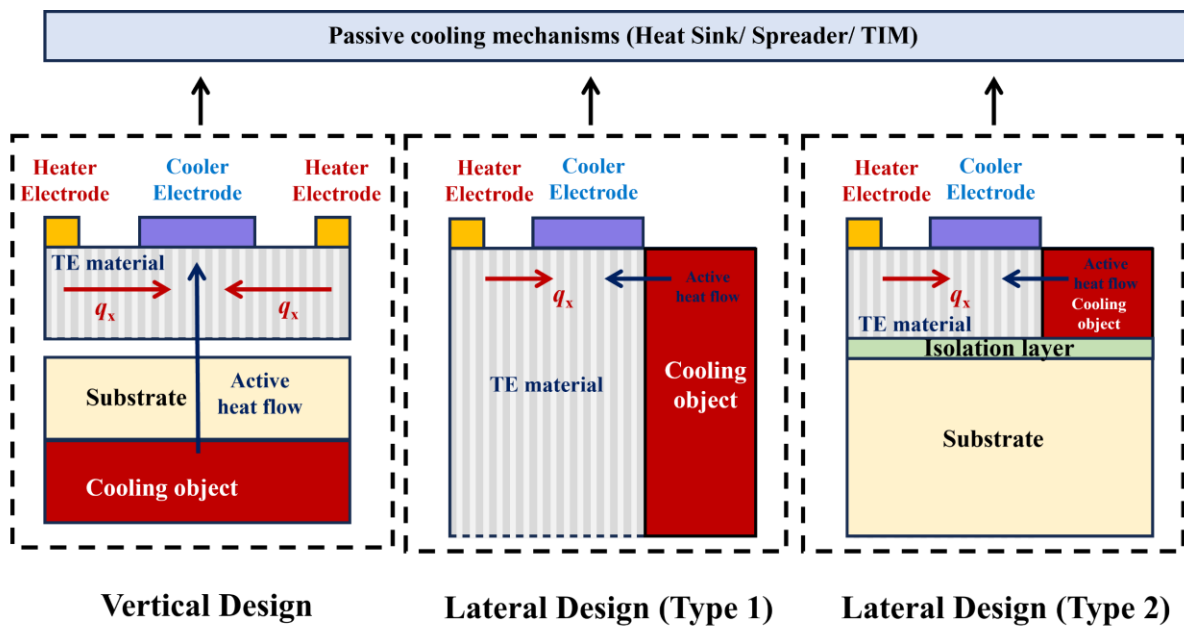 Passive cooling mechanisms (Heat Sink/ Spreader/ TIM)
Heater
Electrode
Cooler
Electrode
Heater
Electrode
TE material
qx
qx
Substrate
Active
heat flow
Cooling object
Vertical Design
Heater
Electrode
Cooler
Electrode
Active
heat flow
qx
TE material
Cooling
object
Lateral Design (Type 1)
Heater
Electrode
Cooler
Electrode
Active
heat flow
qx
Cooling
object
TE material
Isolation layer
Substrate
Lateral Design (Type 2)